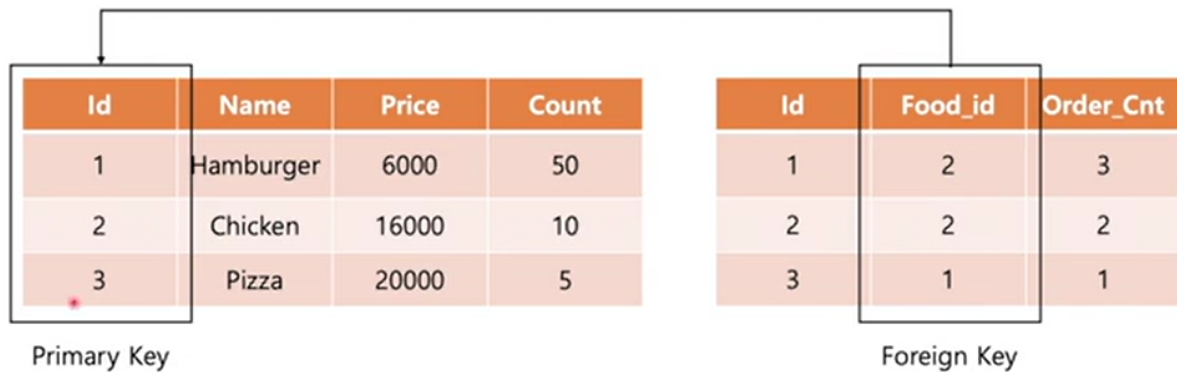 Id Name Price Count
1 Hamburger 6000 50
2 Chicken 16000 10
3 Pizza 20000 5
Primary Key
Id Food_id Order_Cnt
1 2 3
2 2 2
3 1 1
Foreign Key